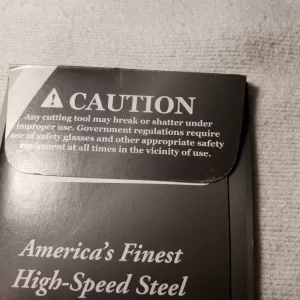 CAUTION
Any cutting tool may break or shatter under
improper use. Government regulations require
use of safety glasses and other appropriate safety
equipment at all times in the vicinity of use.
America's Finest
High-Speed Steel